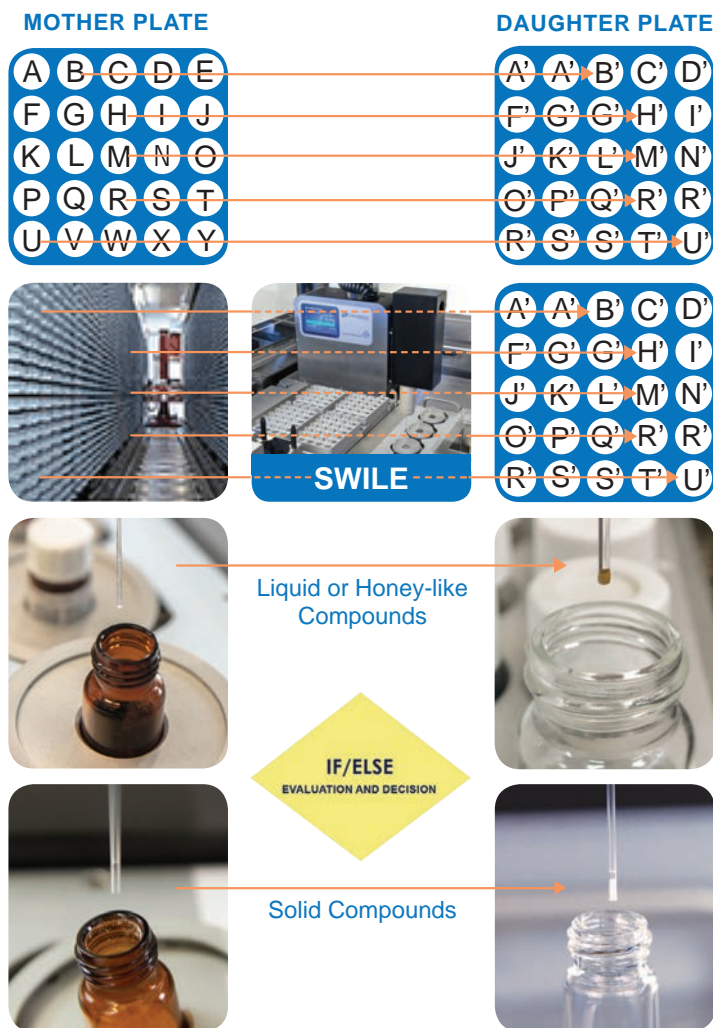 MOTHER PLATE
DAUGHTER PLATE
A B C D E
A’ A’ B’ C’ D’
F G H I J
F’ G’ G’ H’ I’
K L M N O
J’ K’ L’ M’ N’
P Q R S T
O’ P’ Q’ R’ R’
U V W X Y
R’ S’ S’ T’ U’
A’ A’ B’ C’ D’
F’ G’ G’ H’ I’
J’ K’ L’ M’ N’
O’ P’ Q’ R’ R’
SWILE
R’ S’ S’ T’ U’
Liquid or Honey-like
Compounds
IF/ELSE
EVALUATION AND DECISION
Solid Compounds